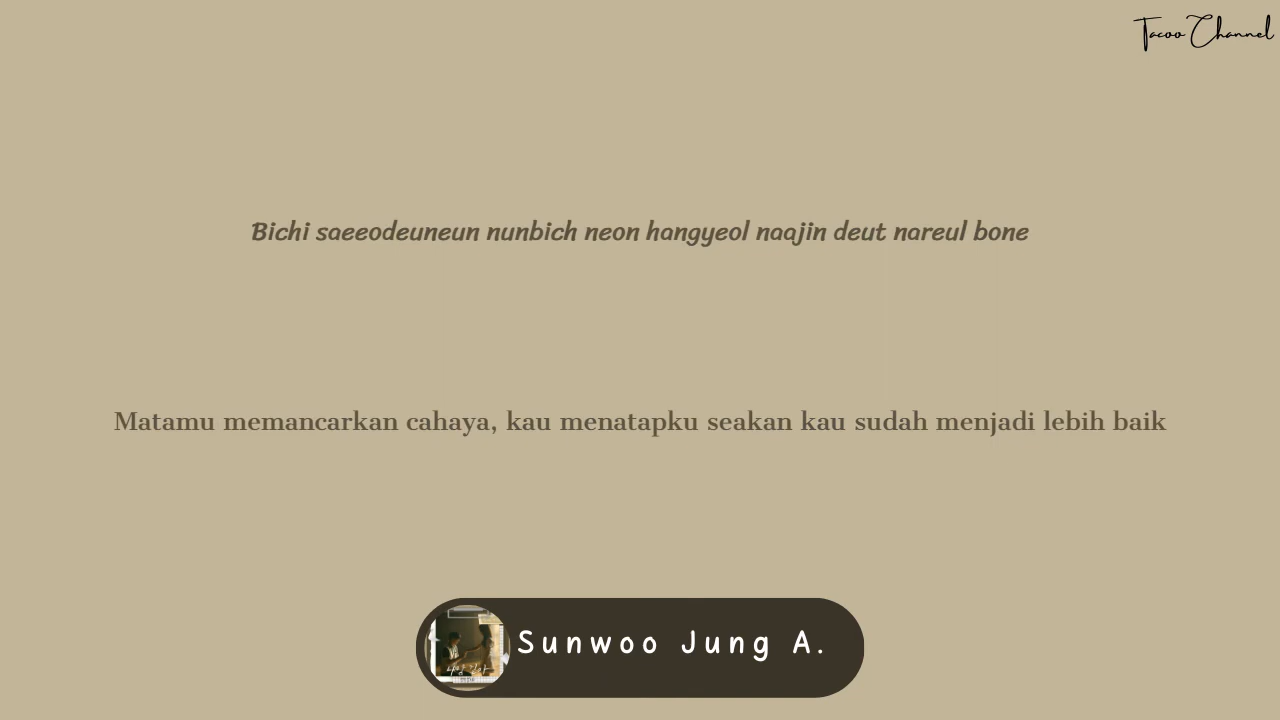 Tacoo Channel
Bichi saeeodeuneun nunbich neon hangyeol naajin deut nareul bone
Matamu memancarkan cahaya, kau menatapku seakan kau sudah menjadi lebih baik
Sunwoo Jung A.